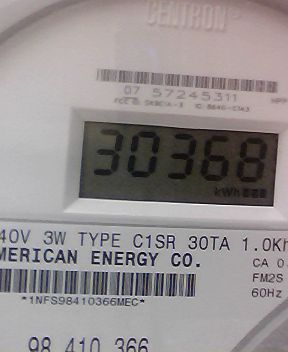 CENTRON®
07 57245311
30368
kWh
40V 3W TYPE C1SR 30TA 1.0Kh
MERICAN ENERGY CO.
CA 0.
FM2S
60Hz
*1NFS98410366MEC*
98 410 366